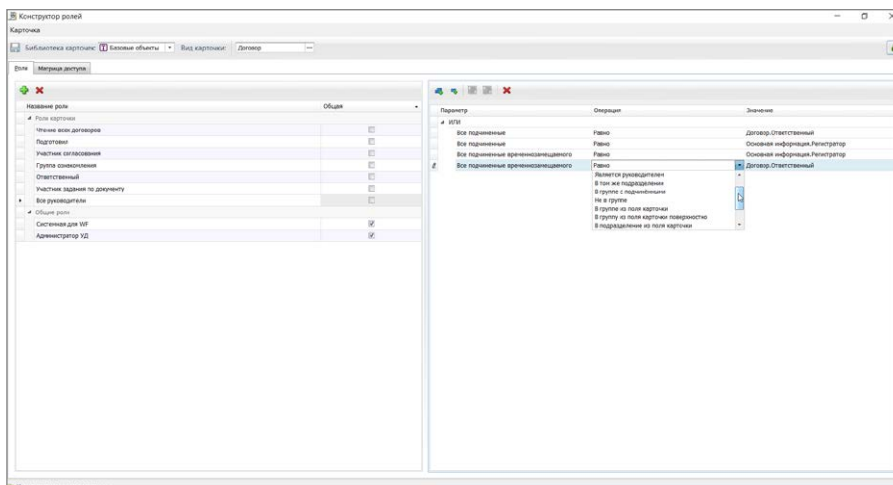 Конструктор ролей
Карточка
Библиотека карточек: Базовые объекты Вид карточки: Договор
Роли Матрица доступа
Название роли Общая
Роли карточки
Чтение всех договоров
Подготовил
Участник согласования
Группа ознакомления
Ответственный
Участник задания по документу
Все руководители
Общие роли
Системная для WF
Администратор УД
Параметр Операция Значение
ИЛИ
Все подчиненные Равно Договор.Ответственный
Все подчиненные Равно Основная информация.Регистратор
Все подчиненные временнозамещаемого Равно Основная информация.Регистратор
Все подчиненные временнозамещаемого Равно Договор.Ответственный
Является руководителем
В том же подразделении
В группе с подчинёнными
Не в группе
В группе из поля карточки
В группу из поля карточки поверхностно
В подразделение из поля карточки